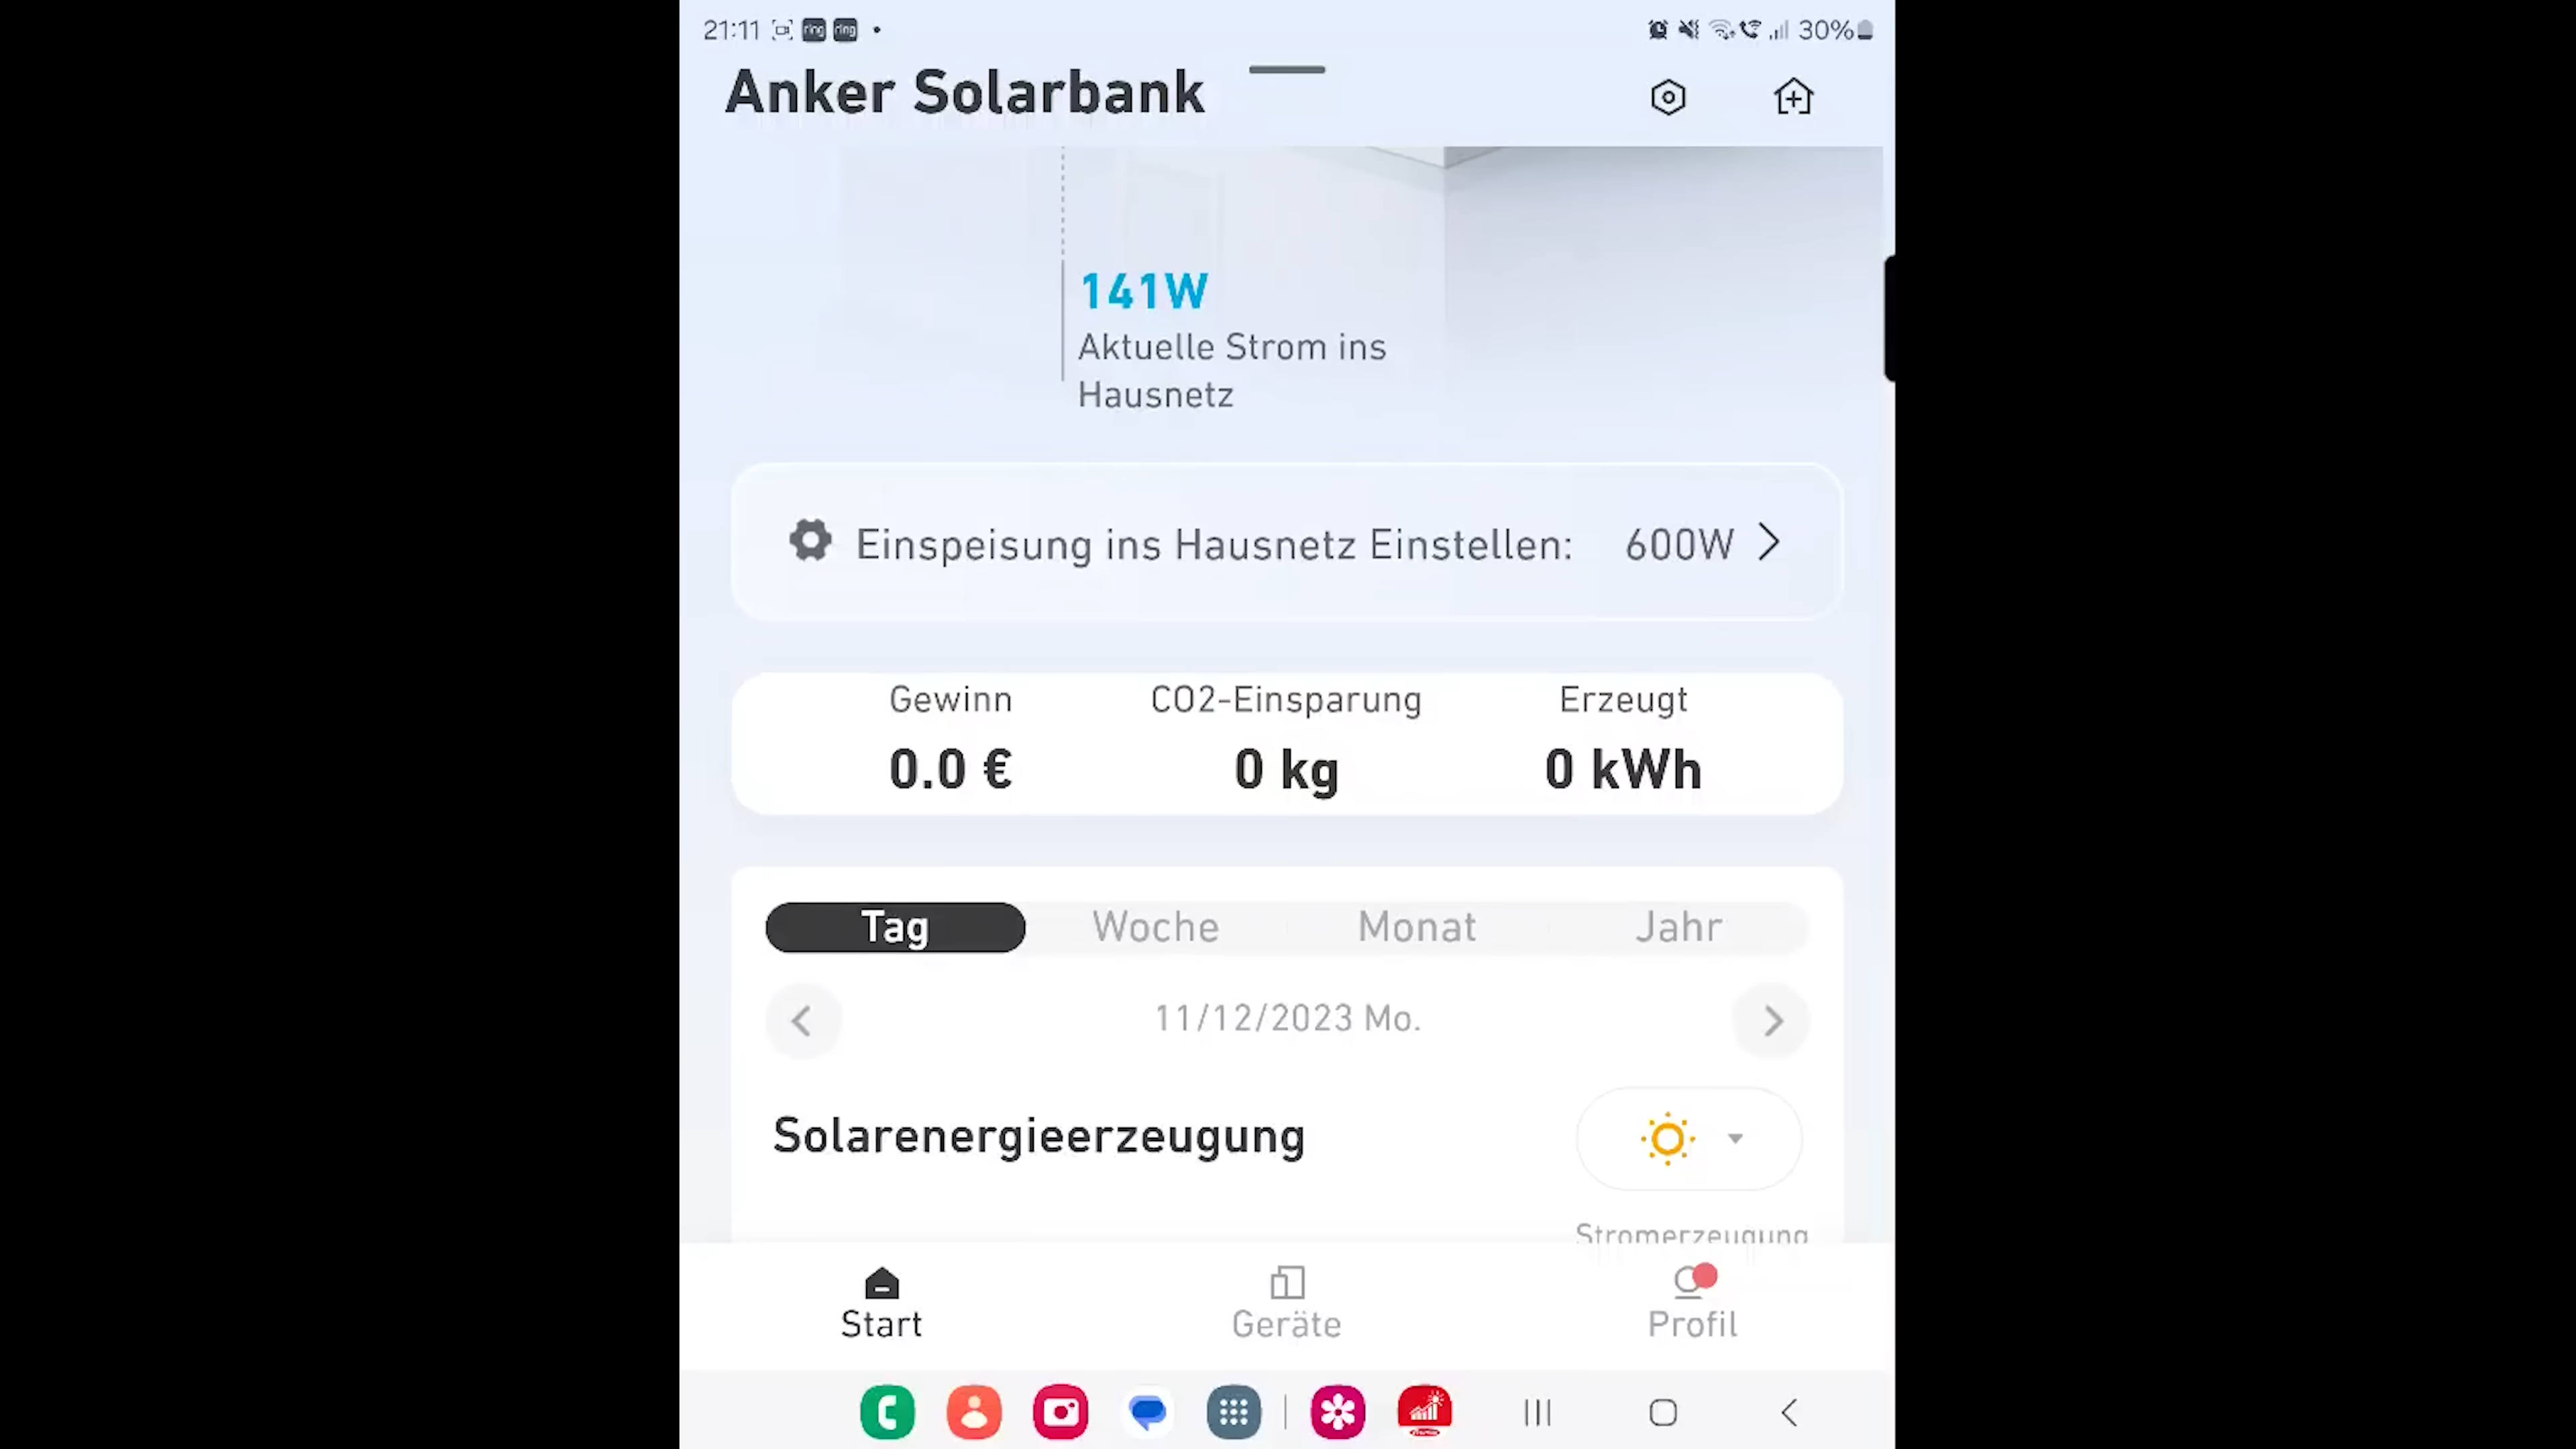 21:11 ring ring 30%
Anker Solarbank
141W
Aktuelle Strom ins
Hausnetz
Einspeisung ins Hausnetz Einstellen: 600W
Gewinn CO2-Einsparung Erzeugt
0.0 € 0 kg 0 kWh
Tag Woche Monat Jahr
11/12/2023 Mo.
Solarenergieerzeugung
Stromerzeugung
Start Geräte Profil